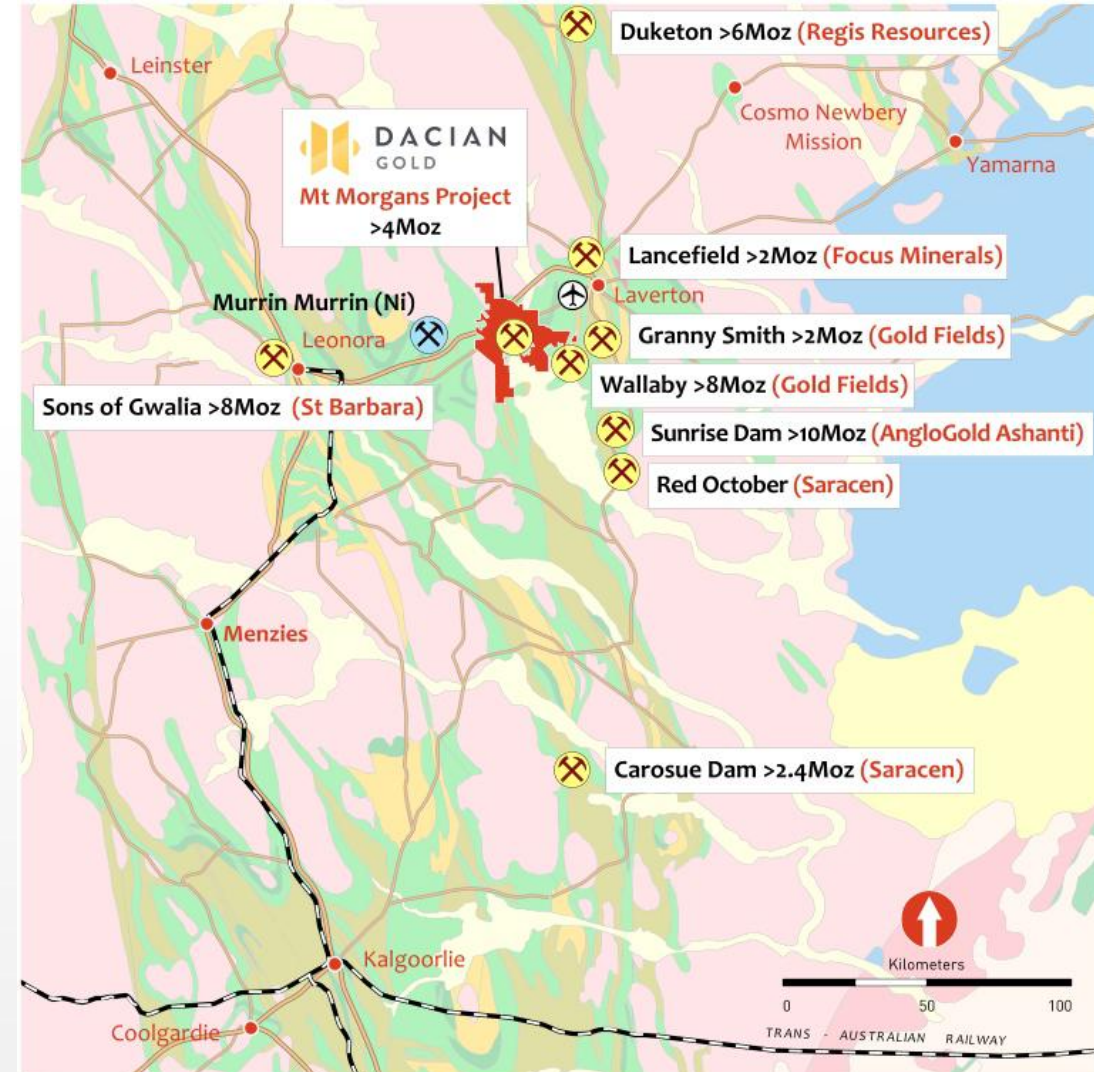 Duketon >6Moz (Regis Resources)
Leinster
Cosmo Newbery
Mission
Yamarna
DACIAN
GOLD
Mt Morgans Project
>4Moz
Lancefield >2Moz (Focus Minerals)
Laverton
Murrin Murrin (Ni)
Leonora
Granny Smith >2Moz (Gold Fields)
Wallaby >8Moz (Gold Fields)
Sons of Gwalia >8Moz (St Barbara)
Sunrise Dam >10Moz (AngloGold Ashanti)
Red October (Saracen)
Menzies
Carosue Dam >2.4Moz (Saracen)
Kalgoorlie
Kilometers
0 50 100
Coolgardie
TRANS - AUSTRALIAN RAILWAY